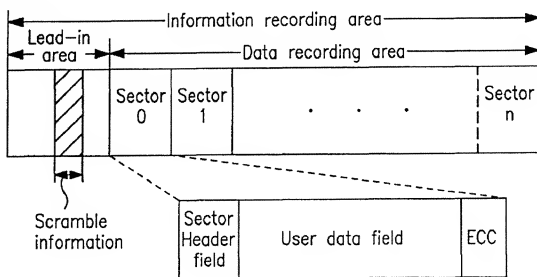 Information recording area
Lead-in
area
Data recording area
Sector
0
Sector
1
. . .
Sector
n
Scramble
information
Sector
Header
field
User data field
ECC